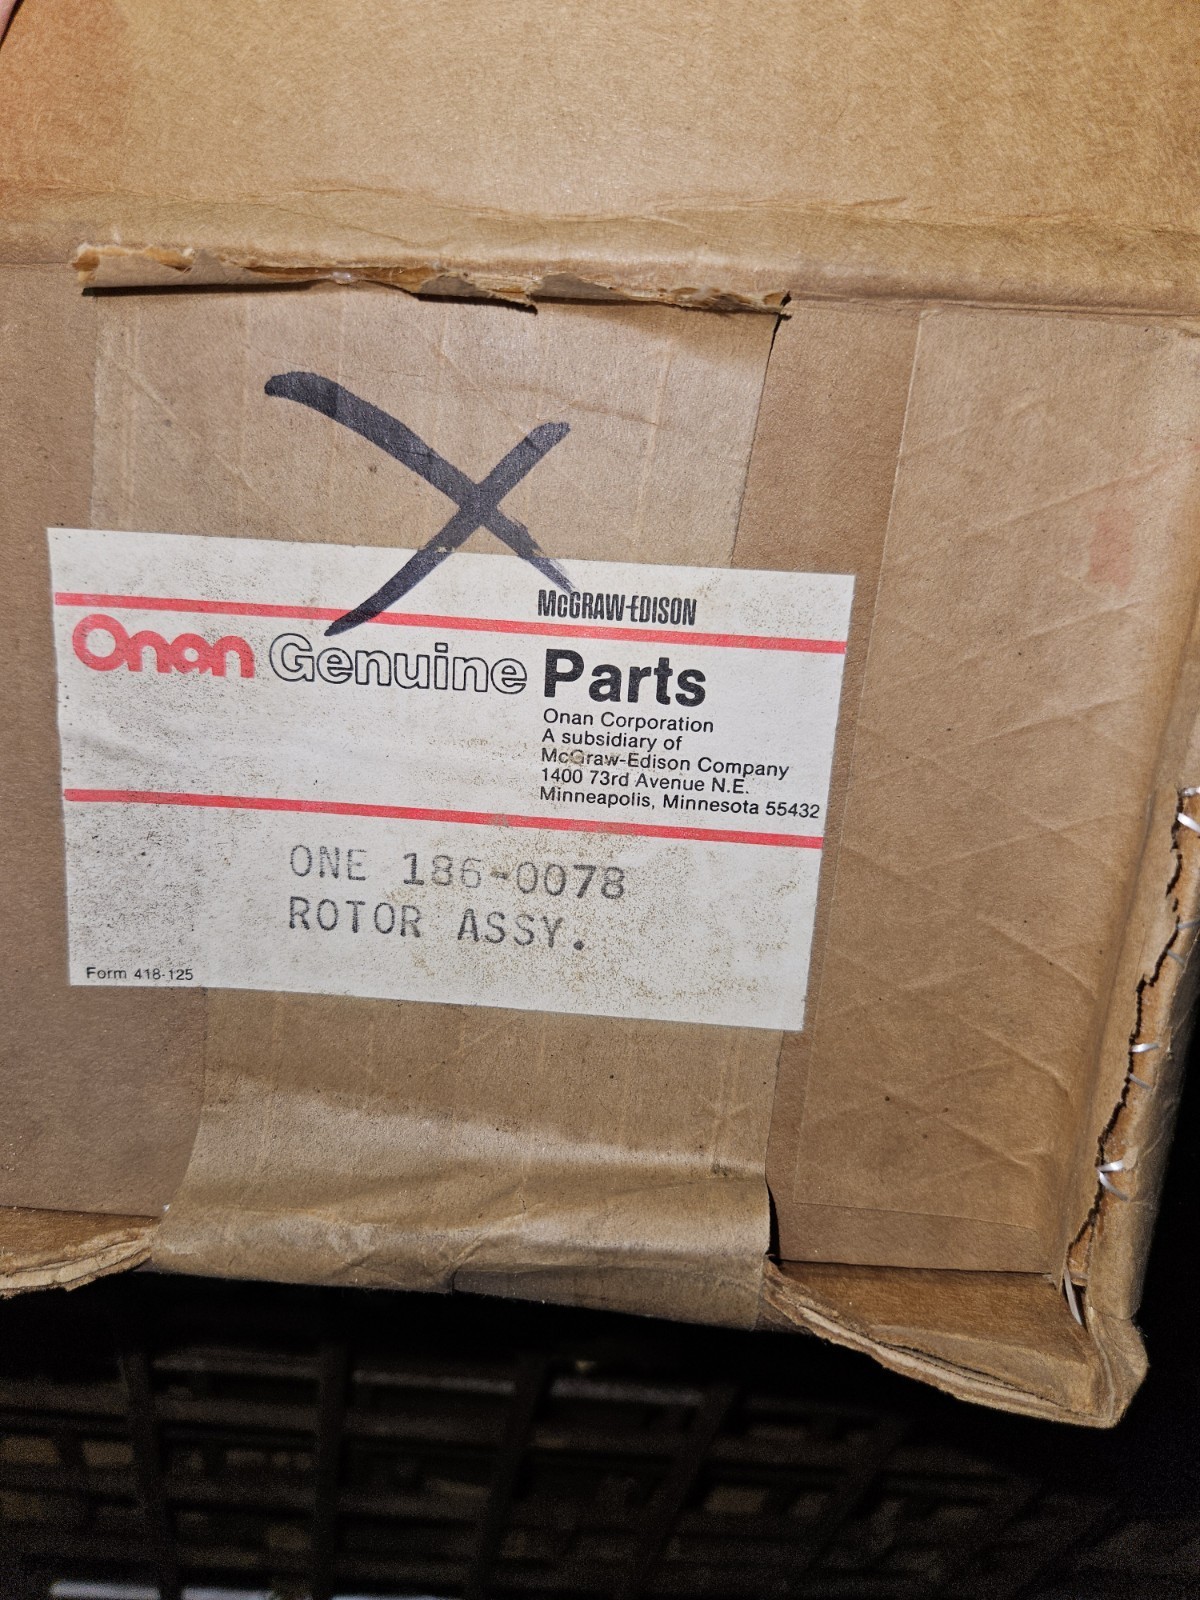 McGRAW-EDISON
Onan Genuine Parts
Onan Corporation
A subsidiary of
McGraw-Edison Company
1400 73rd Avenue N.E.
Minneapolis, Minnesota 55432
ONE 186-0078
ROTOR ASSY.
Form 418-125